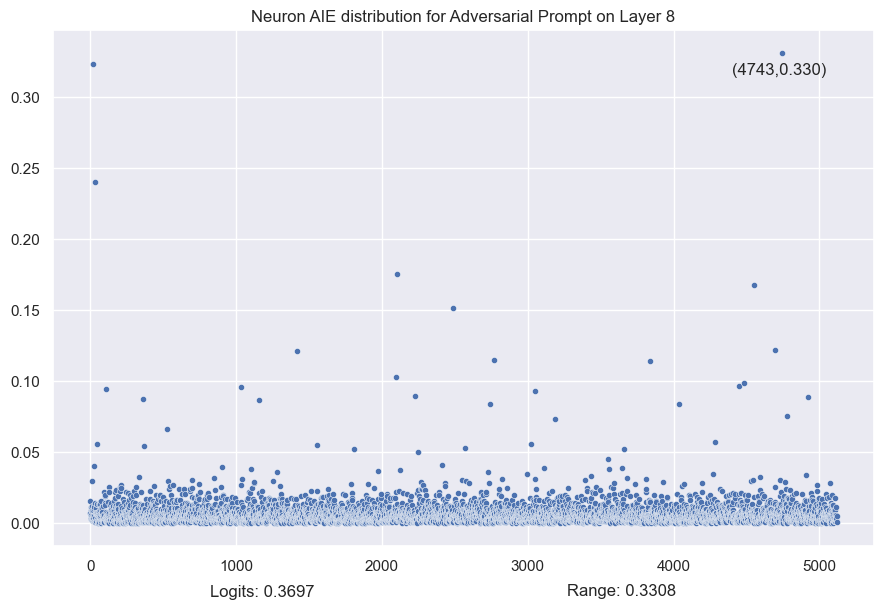 Neuron AIE distribution for Adversarial Prompt on Layer 8
(4743,0.330)
0.30
0.25
0.20
0.15
0.10
0.05
0.00
0 1000 2000 3000 4000 5000
Logits: 0.3697 Range: 0.3308